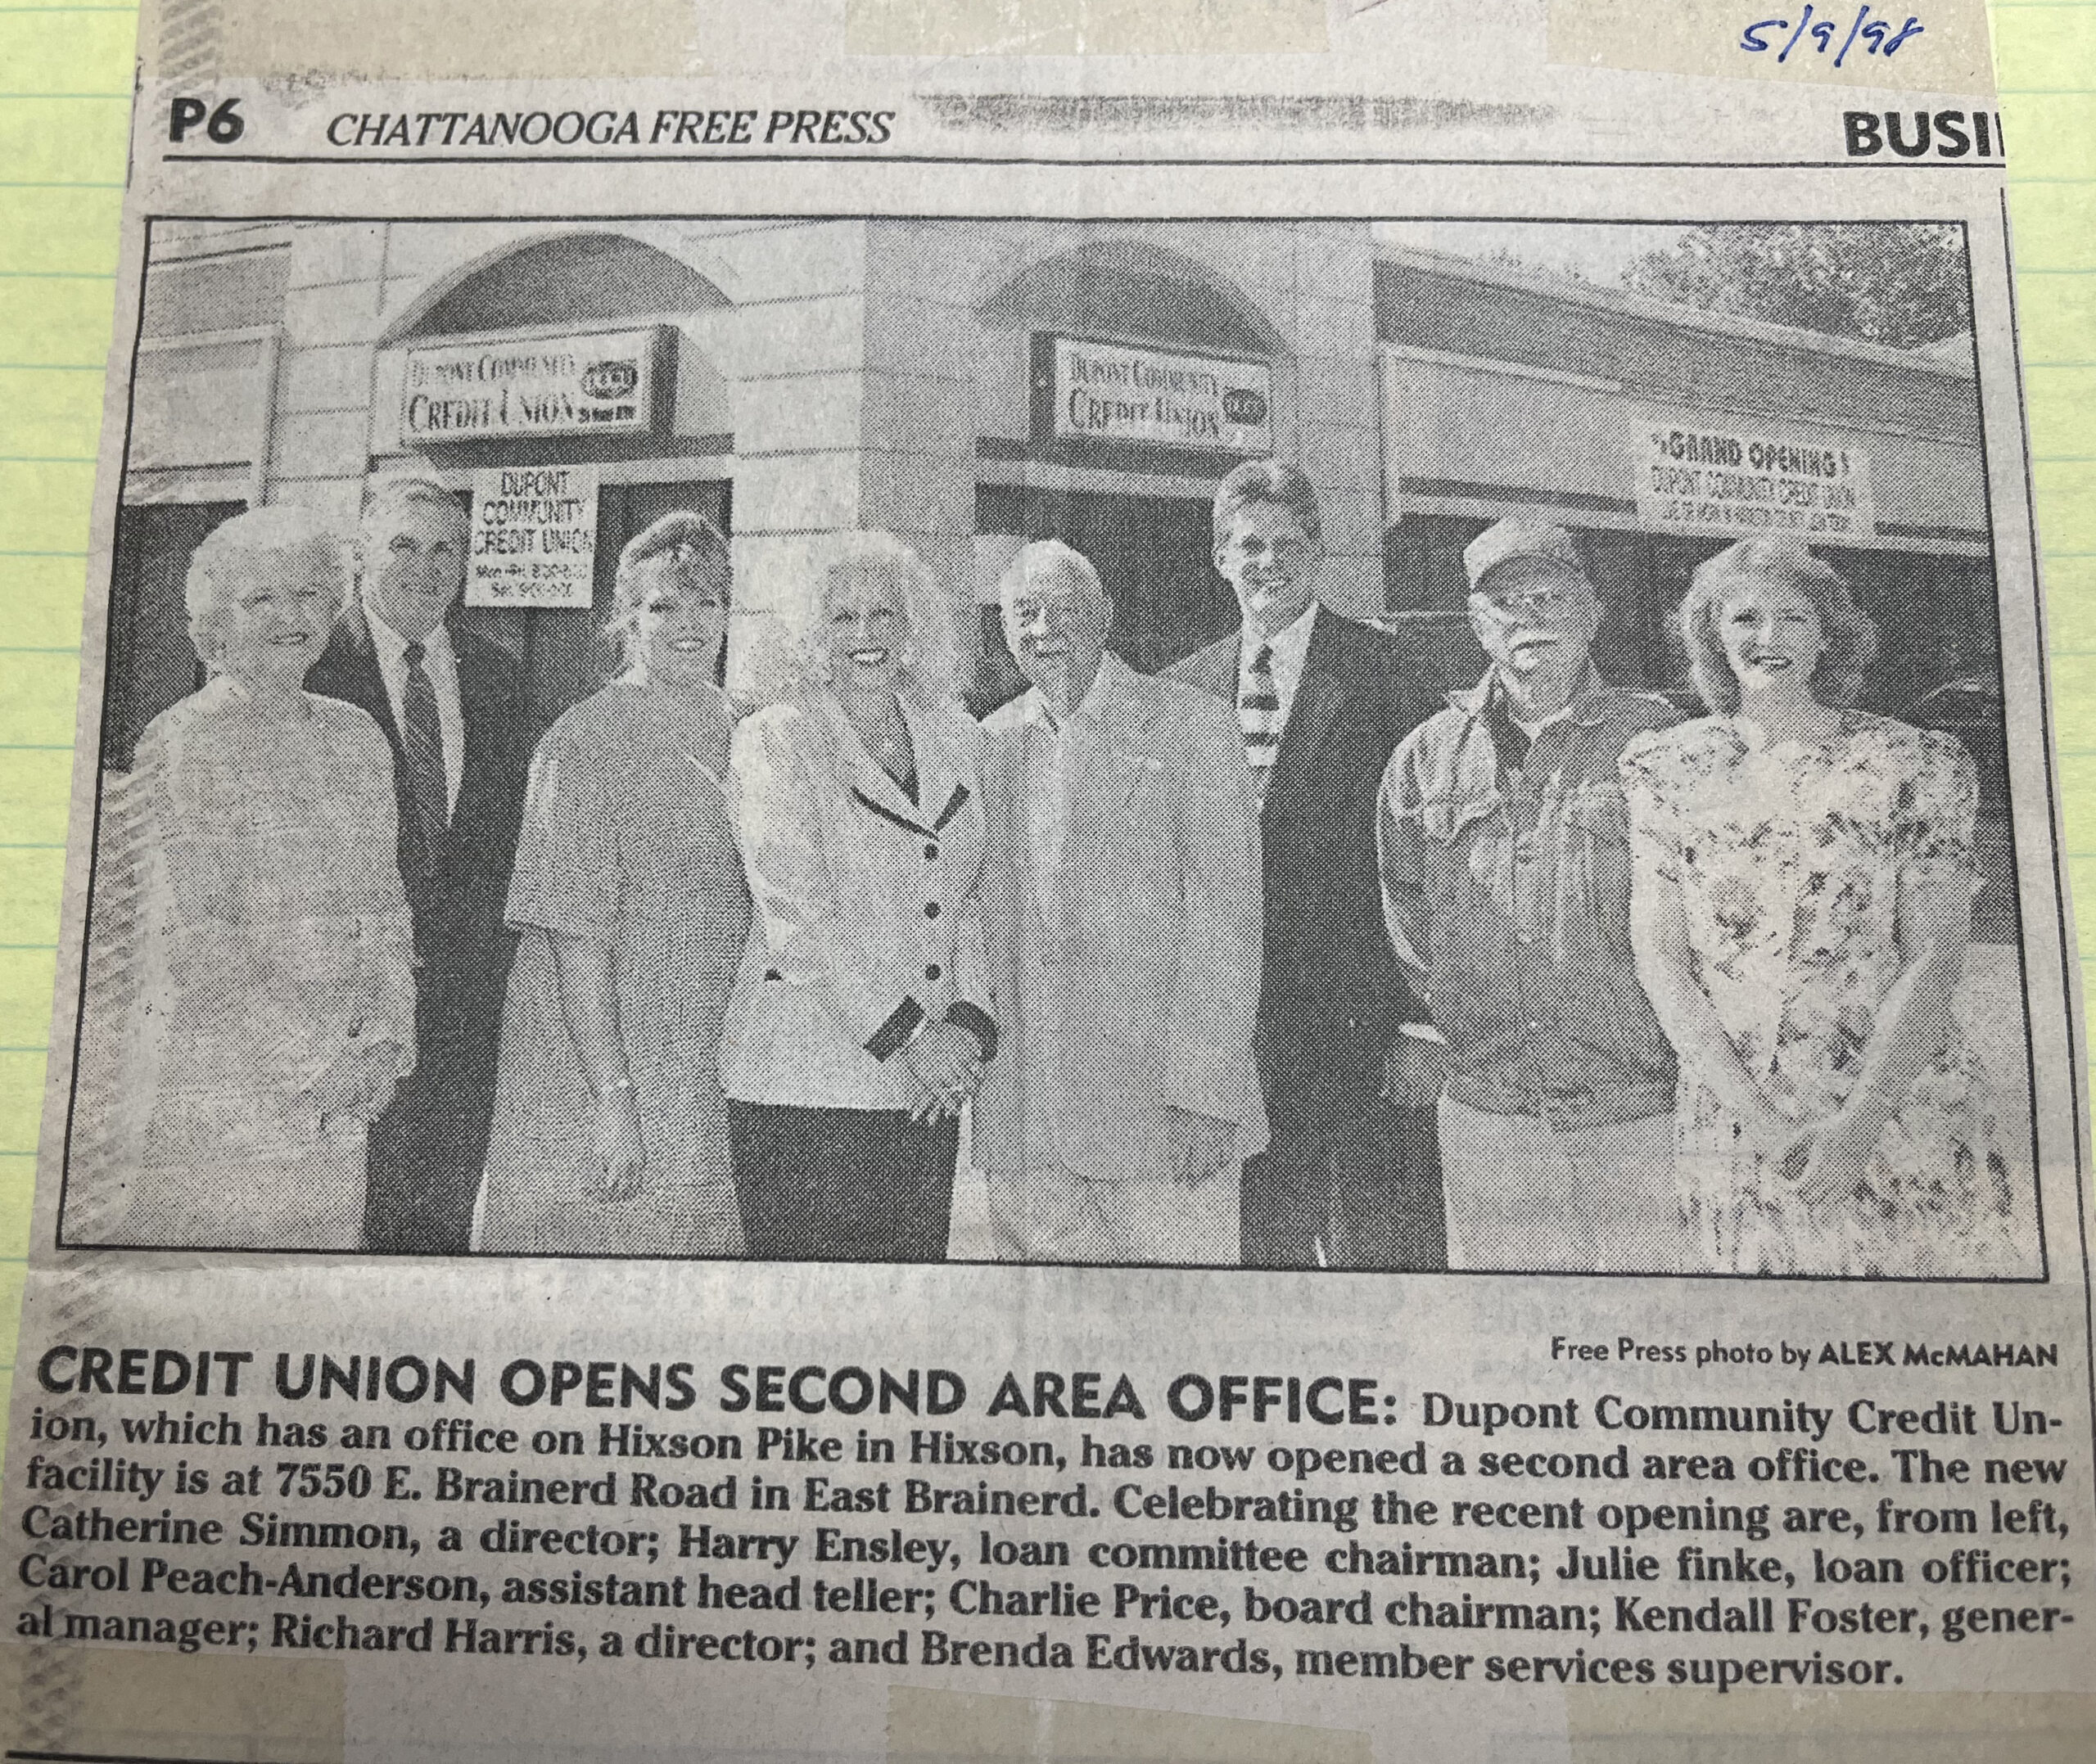 5/9/98
P6 CHATTANOOGA FREE PRESS BUSI
DUPONT COMMUNITY
CREDIT UNION
DUPONT COMMUNITY
CREDIT UNION
GRAND OPENING!
DUPONT COMMUNITY CREDIT UNION
DUPONT
COMMUNITY
CREDIT UNION
Free Press photo by ALEX McMAHAN
CREDIT UNION OPENS SECOND AREA OFFICE: Dupont Community Credit Un-
ion, which has an office on Hixson Pike in Hixson, has now opened a second area office. The new
facility is at 7550 E. Brainerd Road in East Brainerd. Celebrating the recent opening are, from left,
Catherine Simmon, a director; Harry Ensley, loan committee chairman; Julie finke, loan officer;
Carol Peach-Anderson, assistant head teller; Charlie Price, board chairman; Kendall Foster, gener-
al manager; Richard Harris, a director; and Brenda Edwards, member services supervisor.